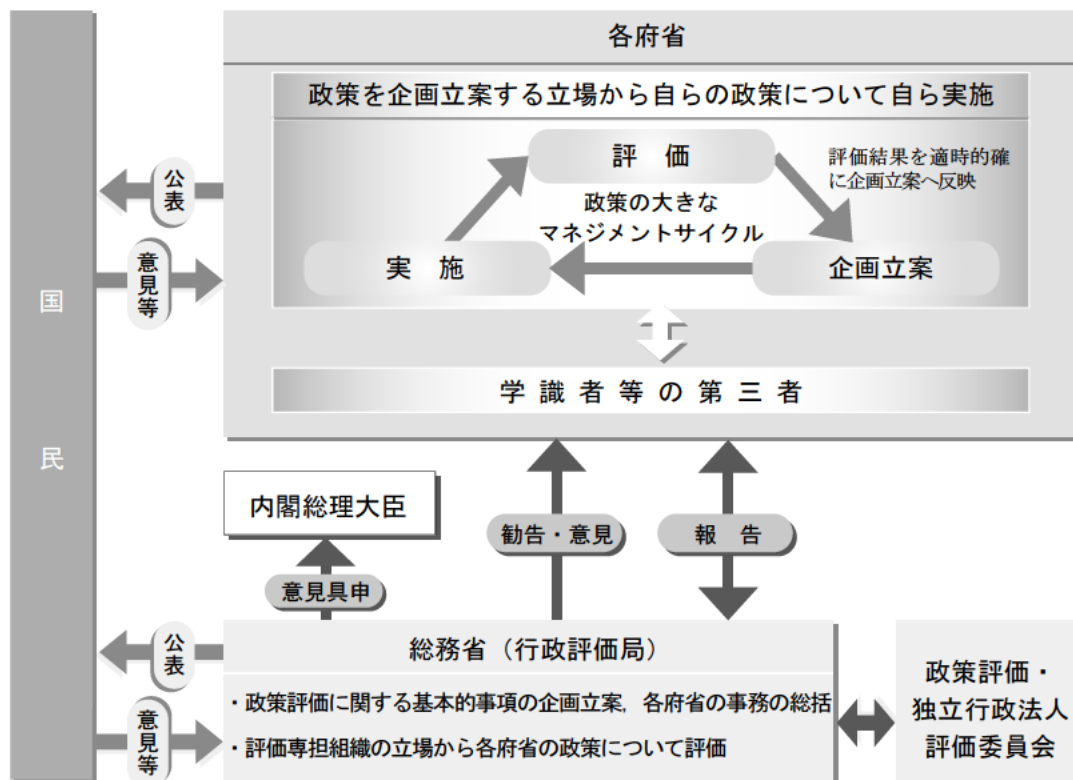 各府省
政策を企画立案する立場から自らの政策について自ら実施
評価
評価結果を適時的確
に企画立案へ反映
政策の大きな
マネジメントサイクル
実施
企画立案
学識者等の第三者
公表
意見等
国民
内閣総理大臣
勧告・意見
報告
意見具申
公表
意見等
総務省（行政評価局）
・政策評価に関する基本的事項の企画立案，各府省の事務の総括
・評価専担組織の立場から各府省の政策について評価
政策評価・
独立行政法人
評価委員会